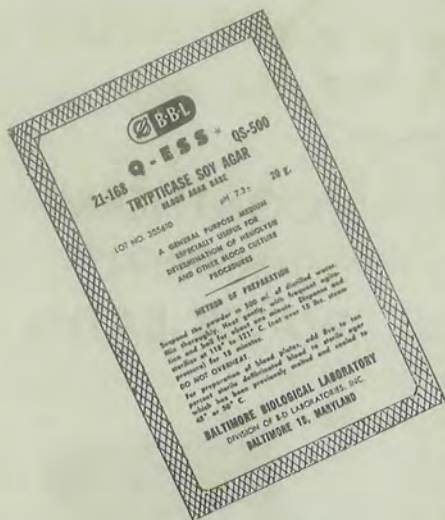 B·B·L
Q-ESS*
21-168 QS-500
TRYPTICASE SOY AGAR
BLOOD AGAR BASE
LOT NO. 205610 pH 7.3± 20 g.
A GENERAL PURPOSE MEDIUM
ESPECIALLY USEFUL FOR
DETERMINATION OF HEMOLYSIS
AND OTHER BLOOD CULTURE
PROCEDURES
METHOD OF PREPARATION
Suspend the powder in 500 ml. of distilled water.
Mix thoroughly. Heat gently, with frequent agita-
tion and boil for about one minute. Dispense and
sterilize at 118° to 121° C. (not over 15 lbs. steam
pressure) for 15 minutes.
DO NOT OVERHEAT.
For preparation of blood plates, add five to ten
percent sterile defibrinated blood to sterile agar
which has been previously melted and cooled to
45° or 50° C.
BALTIMORE BIOLOGICAL LABORATORY
DIVISION OF B-D LABORATORIES, INC.
BALTIMORE 18, MARYLAND